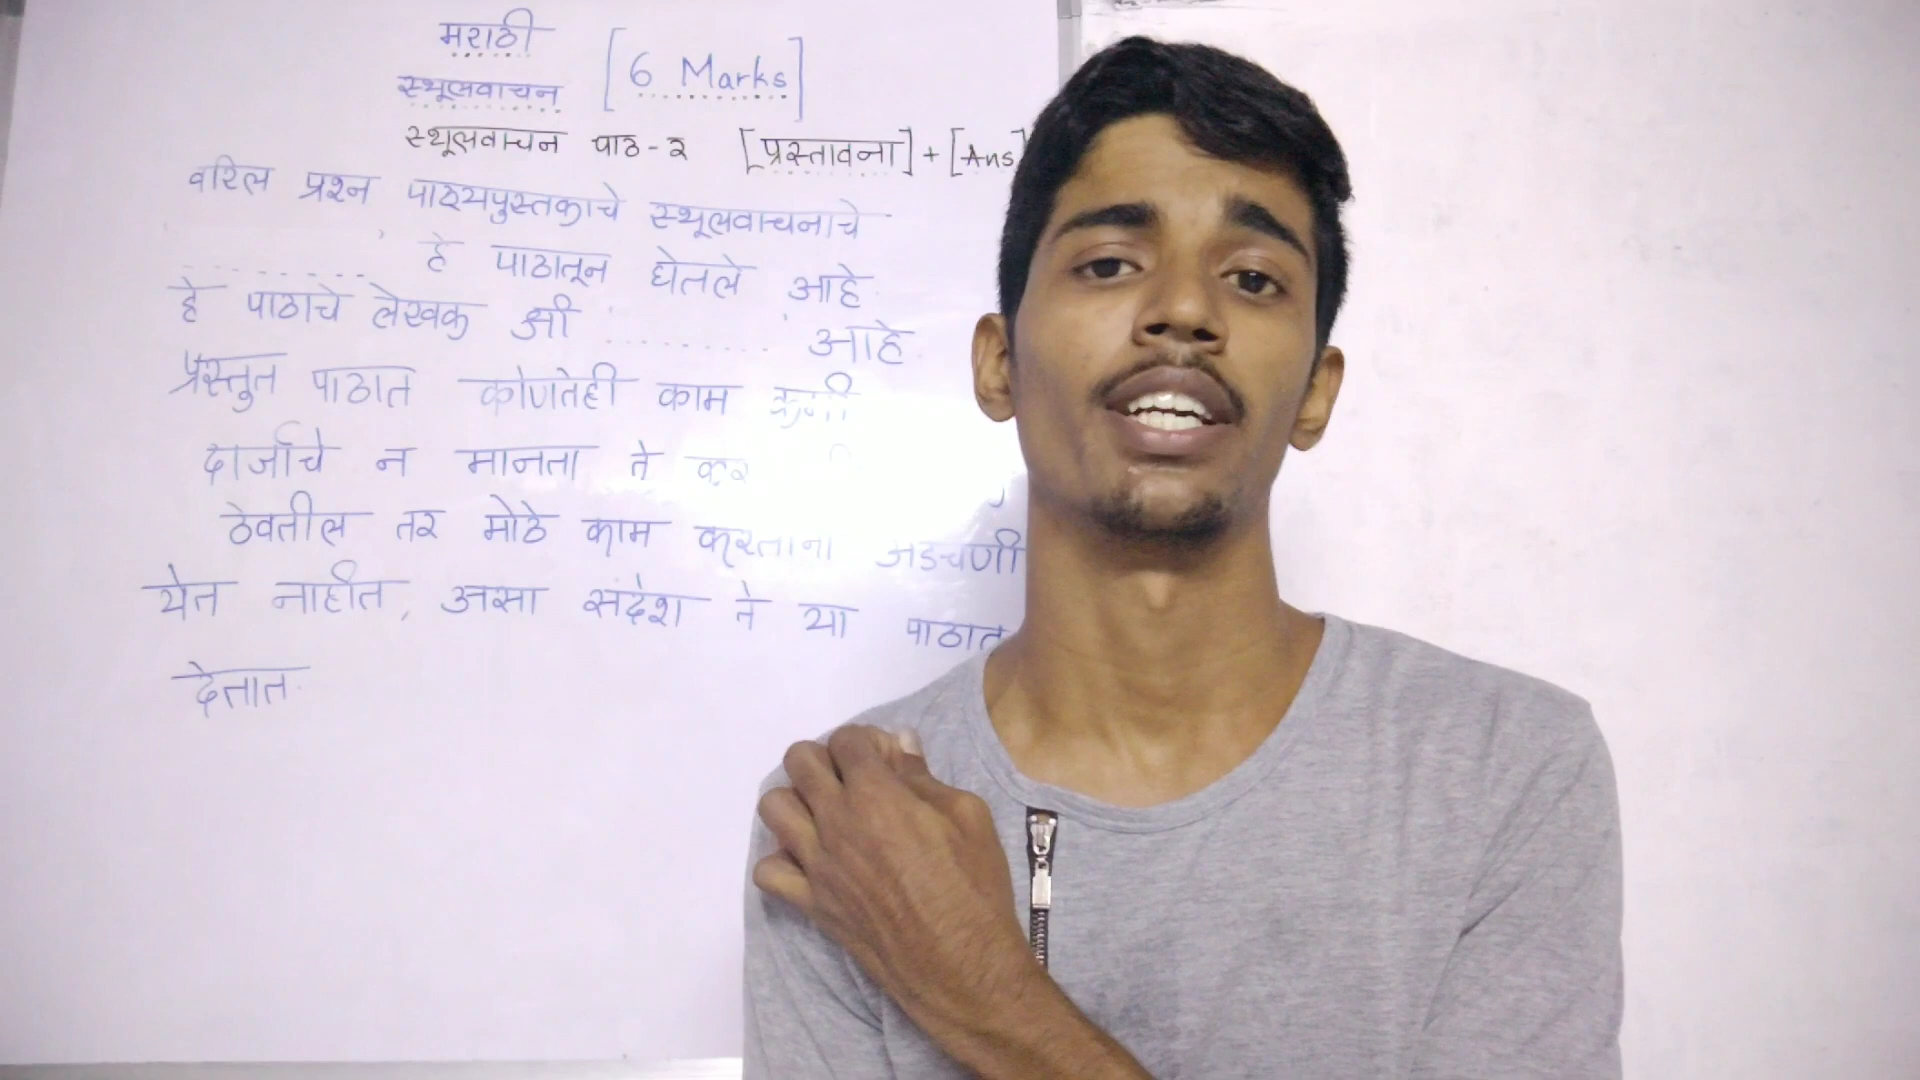 मराठी
स्थूलवाचन [6 Marks]
स्थूलवाचन पाठ-२ [प्रस्तावना]+[Ans]
वरिल प्रश्न पाठ्यपुस्तकाचे स्थूलवाचनाचे
.......... हे पाठातून घेतले आहे.
हे पाठाचे लेखक श्री .......... आहे.
प्रस्तुत पाठात कोणतेही काम
दार्जाचे न मानता ते
ठेवतील तर मोठे काम करताना अडचणी
येत नाहीत, असा संदेश ते या पाठात
देतात.